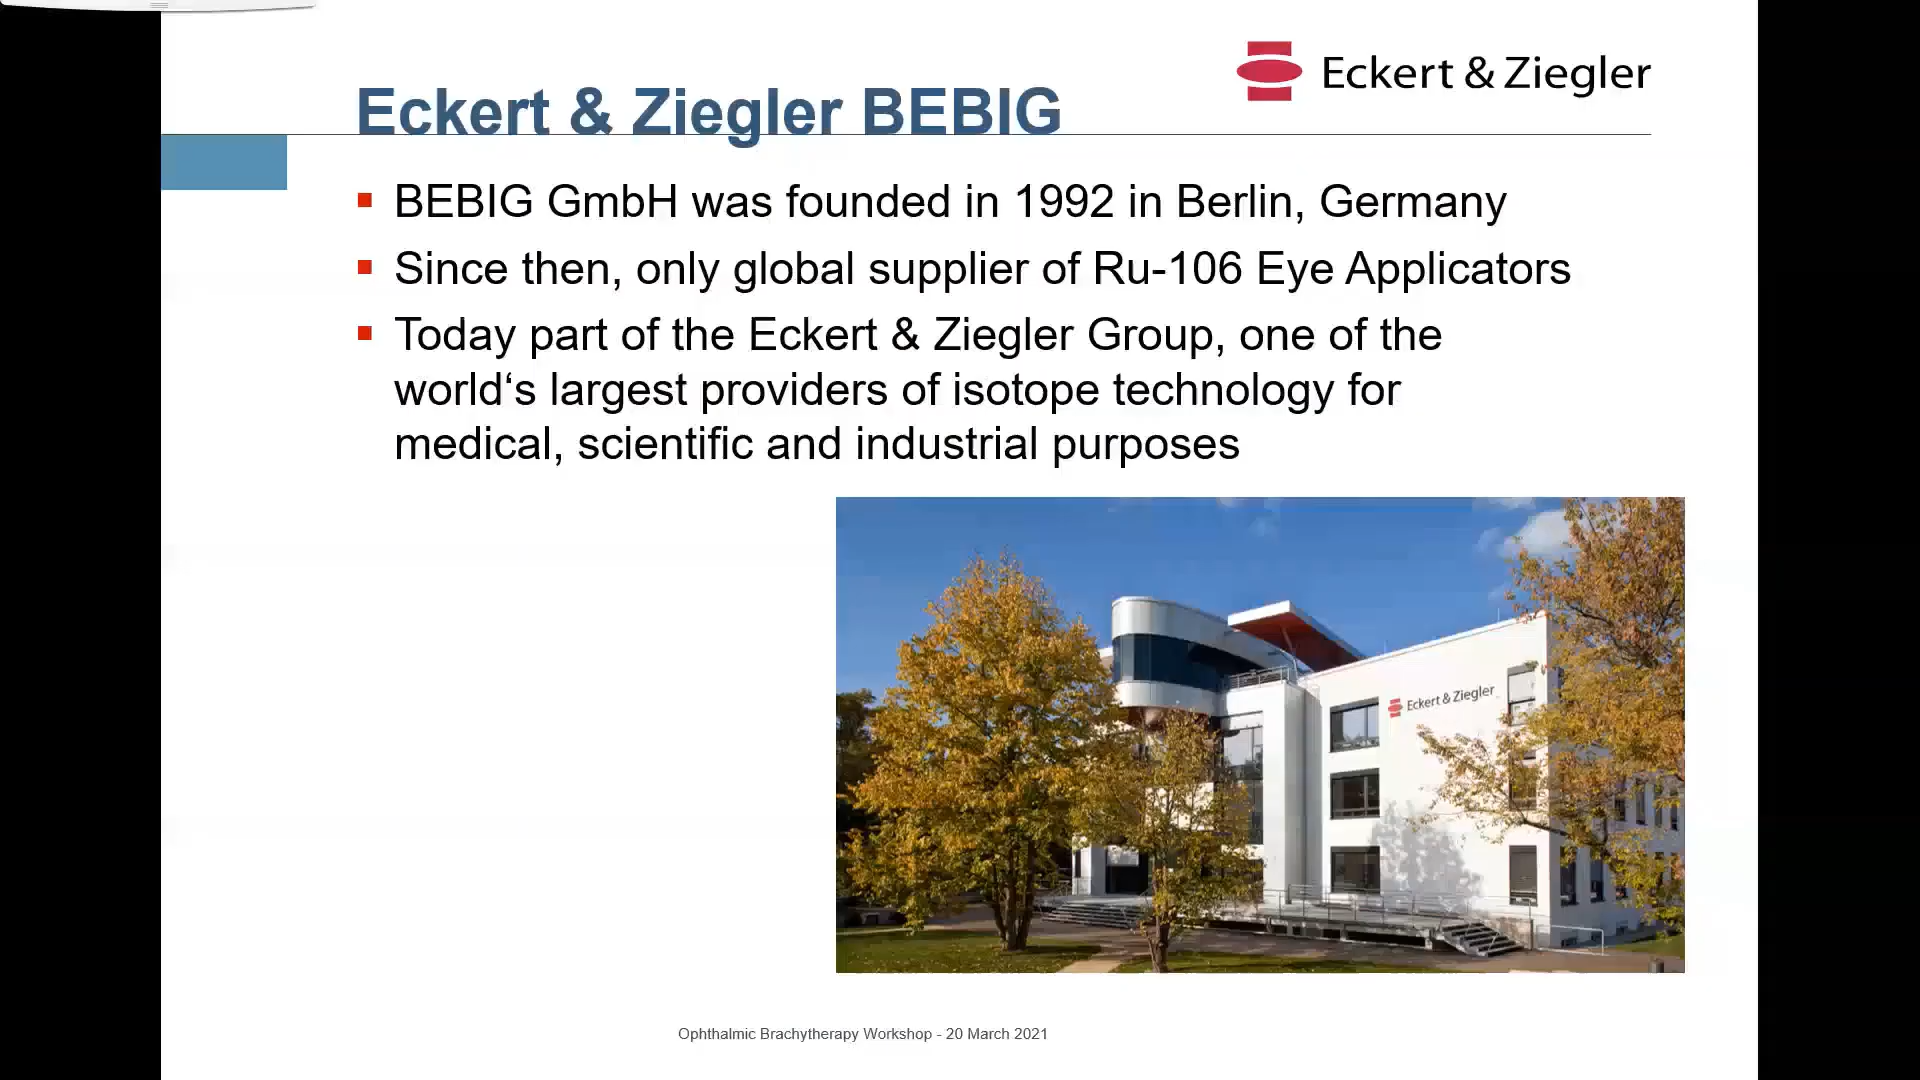 Eckert & Ziegler
Eckert & Ziegler BEBIG
BEBIG GmbH was founded in 1992 in Berlin, Germany
Since then, only global supplier of Ru-106 Eye Applicators
Today part of the Eckert & Ziegler Group, one of the
world‘s largest providers of isotope technology for
medical, scientific and industrial purposes
Eckert & Ziegler
Ophthalmic Brachytherapy Workshop - 20 March 2021